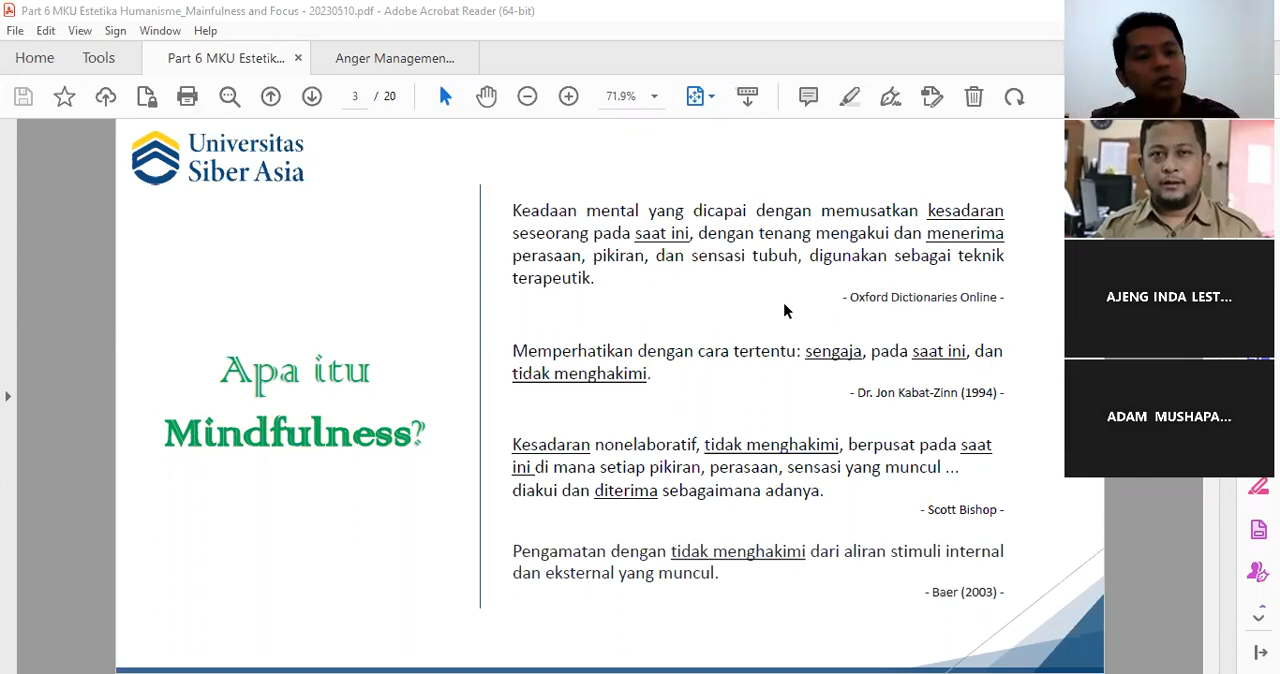 Part 6 MKU Estetika Humanisme_Mainfulness and Focus - 20230510.pdf - Adobe Acrobat Reader (64-bit)
File Edit View Sign Window Help
Home Tools Part 6 MKU Estetik... × Anger Managemen...
3 / 20 71.9%
Universitas
Siber Asia
Keadaan mental yang dicapai dengan memusatkan kesadaran
seseorang pada saat ini, dengan tenang mengakui dan menerima
perasaan, pikiran, dan sensasi tubuh, digunakan sebagai teknik
terapeutik.
- Oxford Dictionaries Online -
Memperhatikan dengan cara tertentu: sengaja, pada saat ini, dan
tidak menghakimi.
- Dr. Jon Kabat-Zinn (1994) -
Apa itu
Mindfulness?
Kesadaran nonelaboratif, tidak menghakimi, berpusat pada saat
ini di mana setiap pikiran, perasaan, sensasi yang muncul ...
diakui dan diterima sebagaimana adanya.
- Scott Bishop -
Pengamatan dengan tidak menghakimi dari aliran stimuli internal
dan eksternal yang muncul.
- Baer (2003) -
AJENG INDA LEST...
ADAM MUSHAPA...